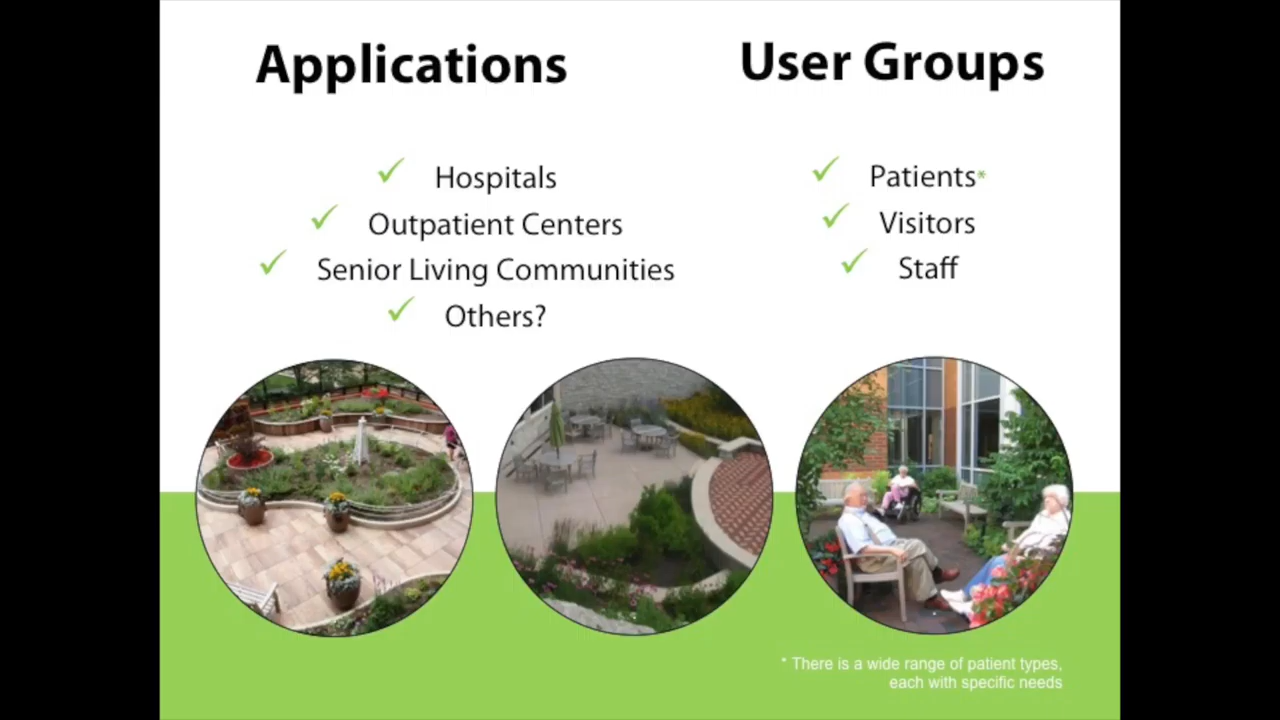 Applications
Hospitals
Outpatient Centers
Senior Living Communities
Others?
User Groups
Patients*
Visitors
Staff
* There is a wide range of patient types,
each with specific needs